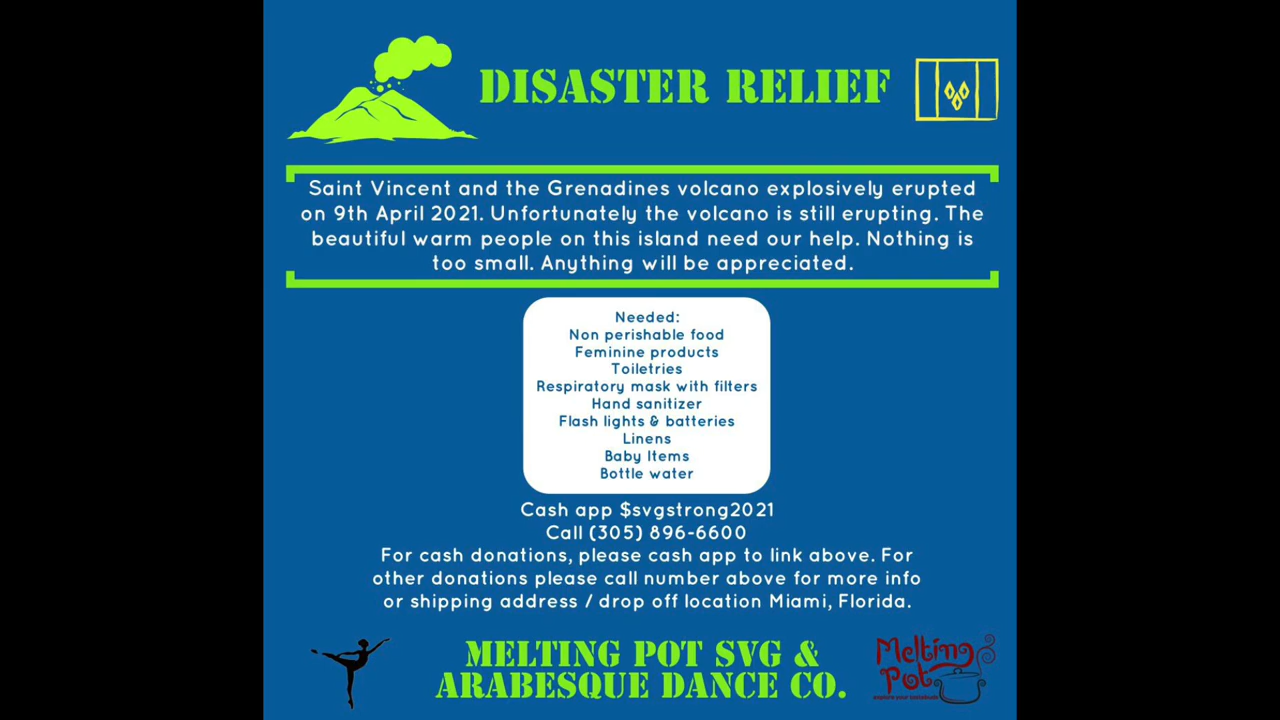 DISASTER RELIEF
Saint Vincent and the Grenadines volcano explosively erupted
on 9th April 2021. Unfortunately the volcano is still erupting. The
beautiful warm people on this island need our help. Nothing is
too small. Anything will be appreciated.
Needed:
Non perishable food
Feminine products
Toiletries
Respiratory mask with filters
Hand sanitizer
Flash lights & batteries
Linens
Baby Items
Bottle water
Cash app $svgstrong2021
Call (305) 896-6600
For cash donations, please cash app to link above. For
other donations please call number above for more info
or shipping address / drop off location Miami, Florida.
MELTING POT SVG &
ARABESQUE DANCE CO.
Melting
Pot